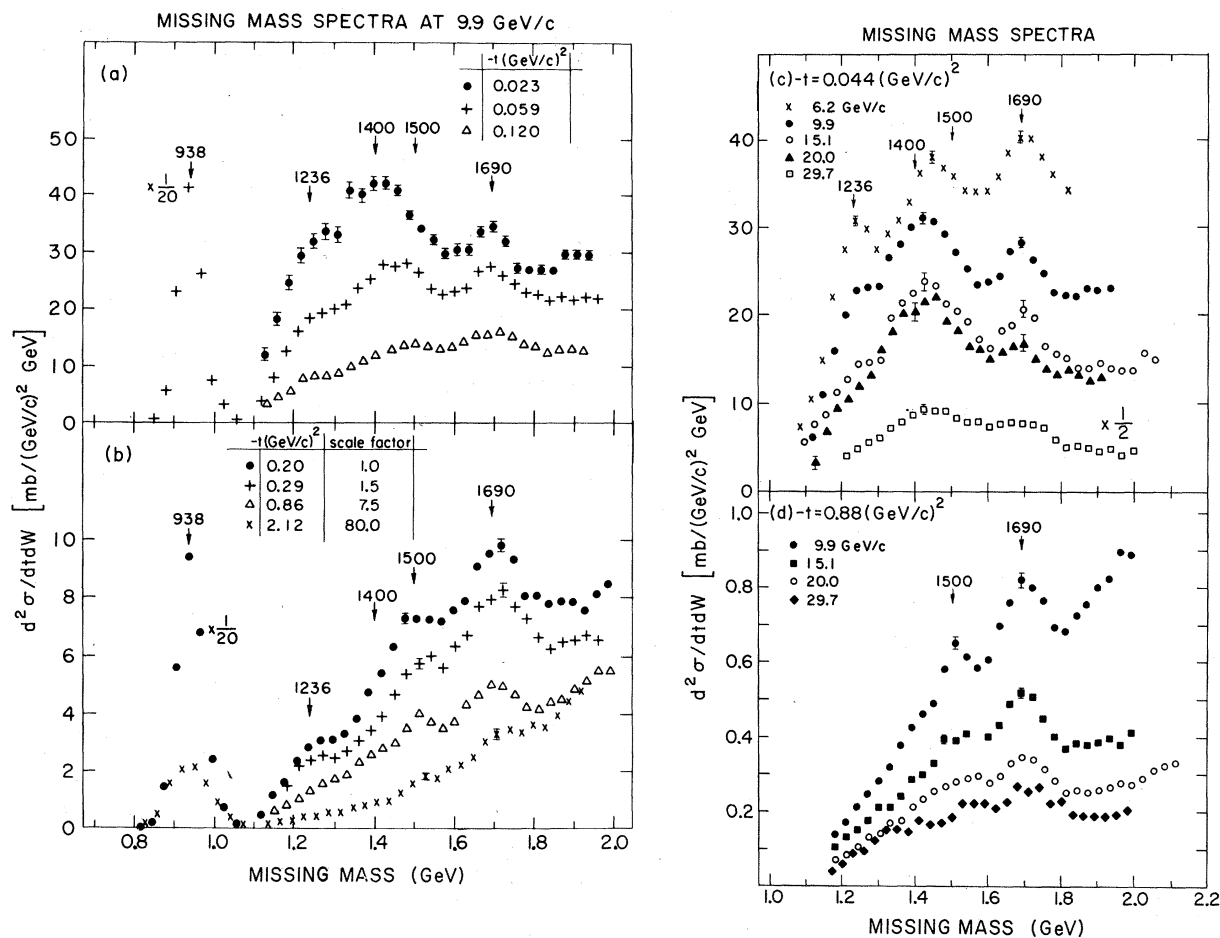 MISSING MASS SPECTRA AT 9.9 GeV/c
(a)
-t(GeV/c)²
● 0.023
+ 0.059
△ 0.120
50
40
30
20
10
0
938
x 1/20
1236
1400
1500
1690
(b)
-t(GeV/c)² scale factor
● 0.20 1.0
+ 0.29 1.5
△ 0.86 7.5
x 2.12 80.0
10
8
6
4
2
0
938
x 1/20
1236
1400
1500
1690
0.8 1.0 1.2 1.4 1.6 1.8 2.0
MISSING MASS (GeV)
d²σ/dtdW [mb/(GeV/c)² GeV]
MISSING MASS SPECTRA
(c)-t=0.044(GeV/c)²
x 6.2 GeV/c
● 9.9
○ 15.1
▲ 20.0
□ 29.7
40
30
20
10
0
1236
1400
1500
1690
x 1/2
(d)-t=0.88(GeV/c)²
● 9.9 GeV/c
■ 15.1
○ 20.0
◆ 29.7
1.0
0.8
0.6
0.4
0.2
1500
1690
1.0 1.2 1.4 1.6 1.8 2.0 2.2
MISSING MASS (GeV)
d²σ/dtdW [mb/(GeV/c)² GeV]
d²σ/dtdW [mb/(GeV/c)² GeV]